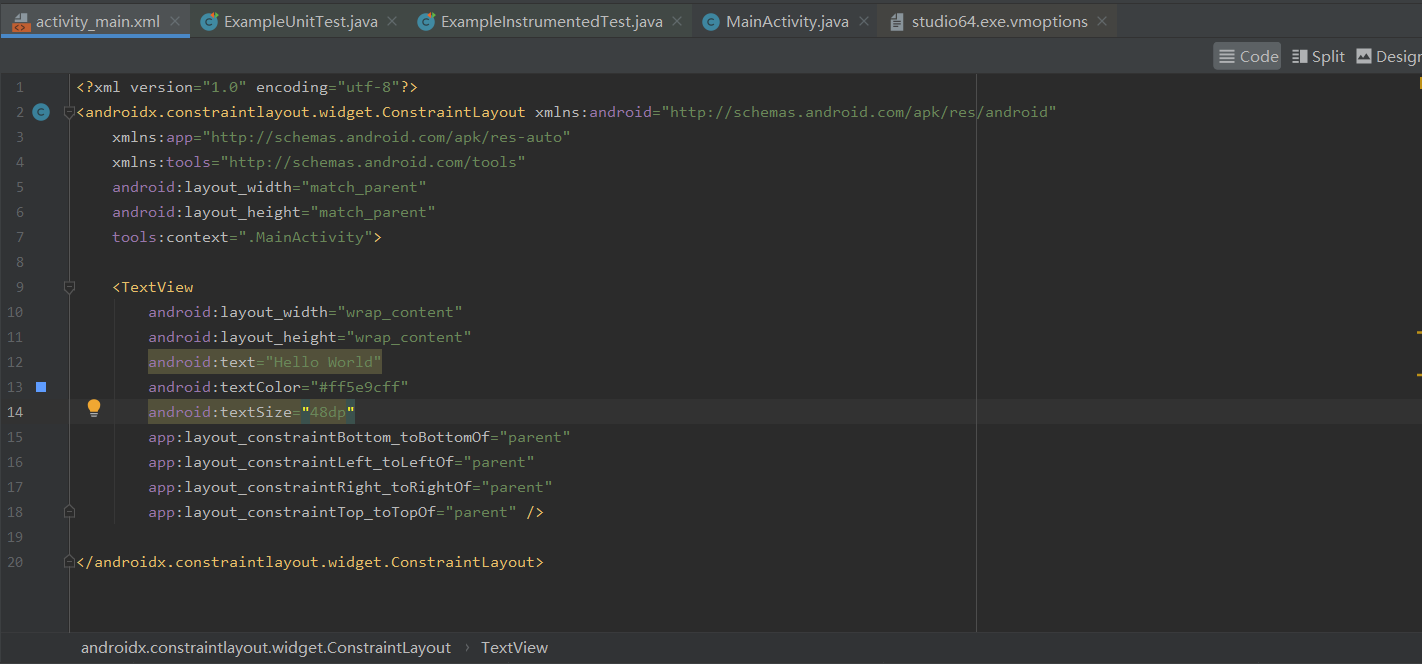 activity_main.xml ExampleUnitTest.java ExampleInstrumentedTest.java MainActivity.java studio64.exe.vmoptions
Code Split Design
1 <?xml version="1.0" encoding="utf-8"?>
2 <androidx.constraintlayout.widget.ConstraintLayout xmlns:android="http://schemas.android.com/apk/res/android"
3 xmlns:app="http://schemas.android.com/apk/res-auto"
4 xmlns:tools="http://schemas.android.com/tools"
5 android:layout_width="match_parent"
6 android:layout_height="match_parent"
7 tools:context=".MainActivity">
8
9 <TextView
10 android:layout_width="wrap_content"
11 android:layout_height="wrap_content"
12 android:text="Hello World"
13 android:textColor="#ff5e9cff"
14 android:textSize="48dp"
15 app:layout_constraintBottom_toBottomOf="parent"
16 app:layout_constraintLeft_toLeftOf="parent"
17 app:layout_constraintRight_toRightOf="parent"
18 app:layout_constraintTop_toTopOf="parent" />
19
20 </androidx.constraintlayout.widget.ConstraintLayout>
androidx.constraintlayout.widget.ConstraintLayout › TextView